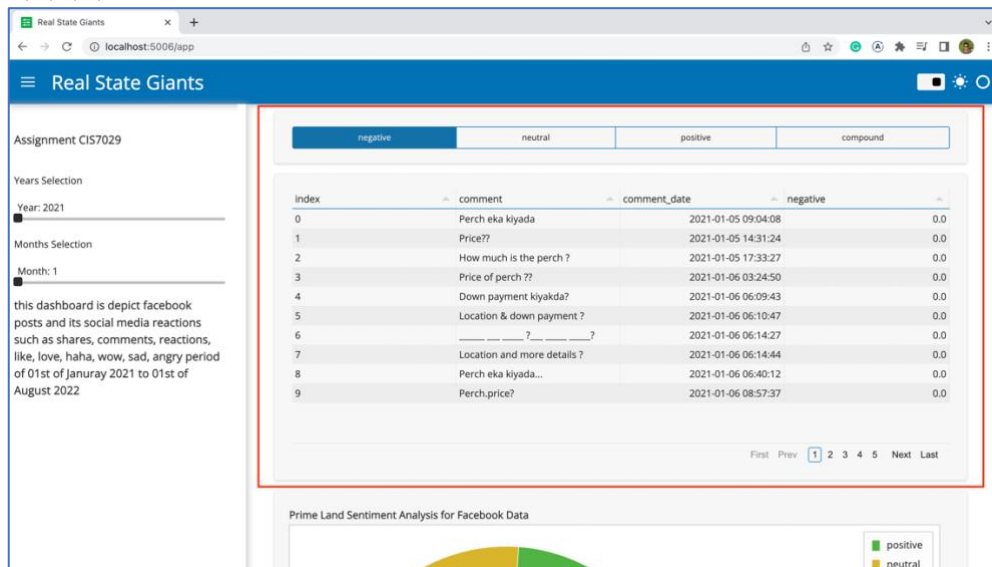 Real State Giants
localhost:5006/app
Real State Giants
Assignment CIS7029
Years Selection
Year: 2021
Months Selection
Month: 1
this dashboard is depict facebook
posts and its social media reactions
such as shares, comments, reactions,
like, love, haha, wow, sad, angry period
of 01st of Januray 2021 to 01st of
August 2022
negative neutral positive compound
index comment comment_date negative
0 Perch eka kiyada 2021-01-05 09:04:08 0.0
1 Price?? 2021-01-05 14:31:24 0.0
2 How much is the perch ? 2021-01-05 17:33:27 0.0
3 Price of perch ?? 2021-01-06 03:24:50 0.0
4 Down payment kiyakda? 2021-01-06 06:09:43 0.0
5 Location & down payment ? 2021-01-06 06:10:47 0.0
6 _____ ___ _____ ?__ _____ _____? 2021-01-06 06:14:27 0.0
7 Location and more details ? 2021-01-06 06:14:44 0.0
8 Perch eka kiyada... 2021-01-06 06:40:12 0.0
9 Perch.price? 2021-01-06 08:57:37 0.0
First Prev 1 2 3 4 5 Next Last
Prime Land Sentiment Analysis for Facebook Data
positive
neutral